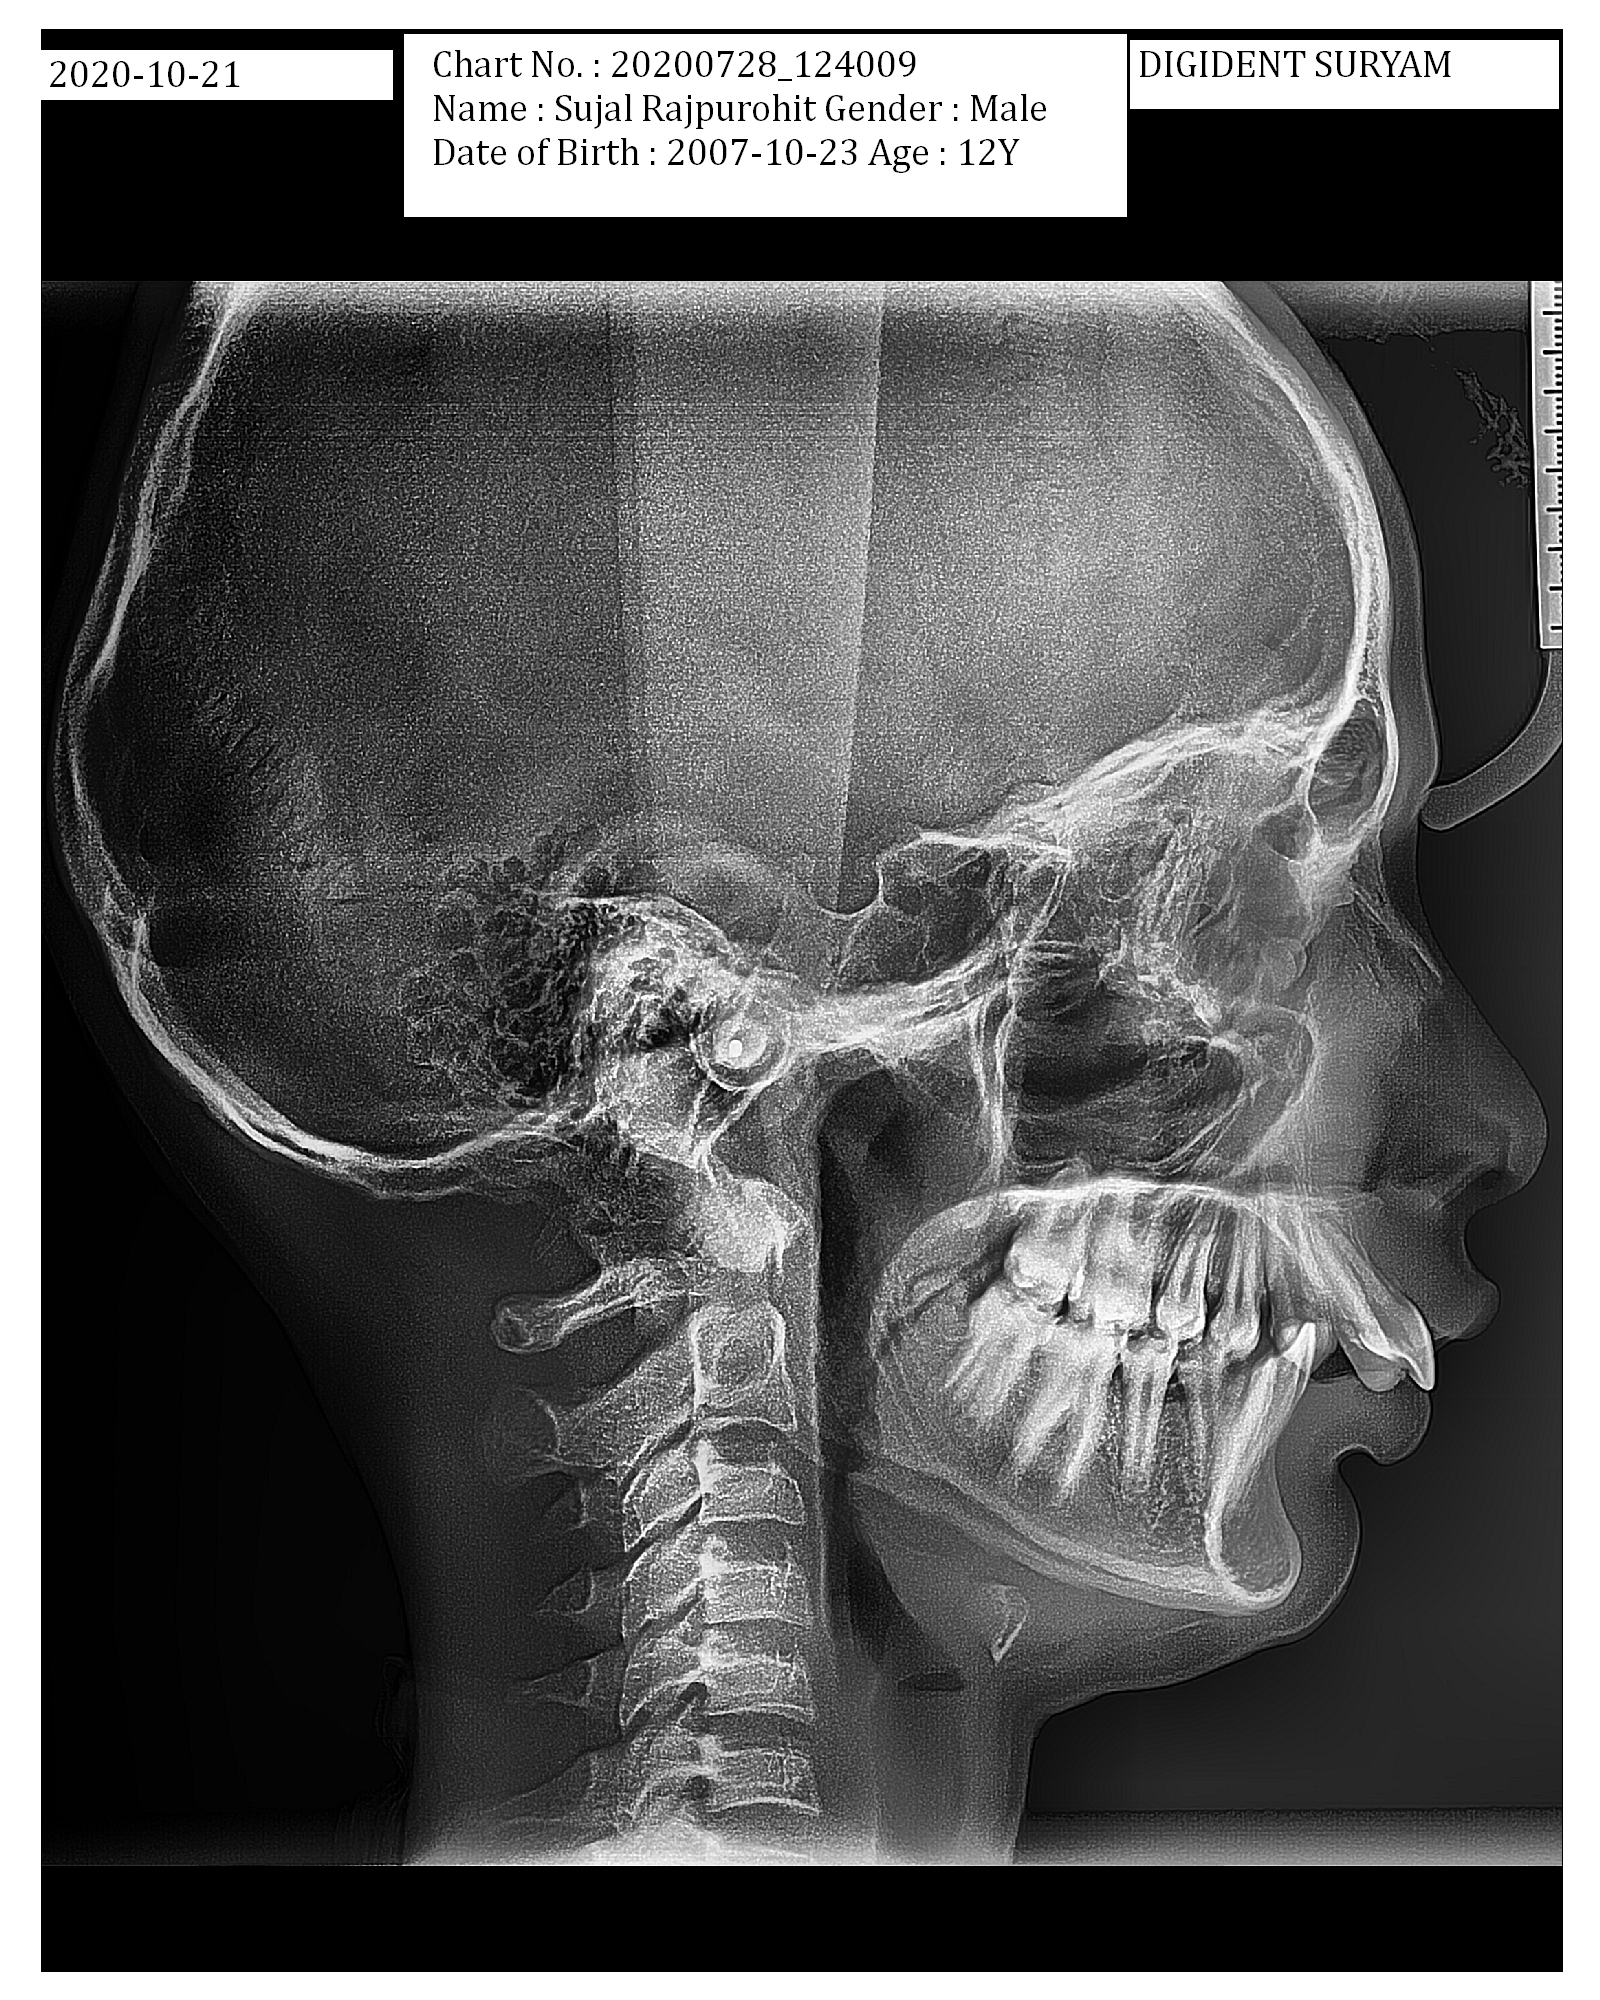 2020-10-21
Chart No. : 20200728_124009
Name : Sujal Rajpurohit Gender : Male
Date of Birth : 2007-10-23 Age : 12Y
DIGIDENT SURYAM